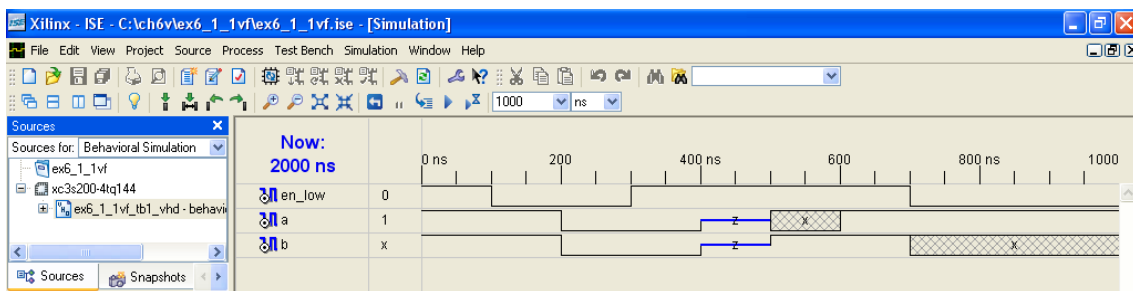 Xilinx - ISE - C:\ch6v\ex6_1_1vf\ex6_1_1vf.ise - [Simulation]
File Edit View Project Source Process Test Bench Simulation Window Help
1000 ns
Sources
Sources for: Behavioral Simulation
ex6_1_1vf
xc3s200-4tq144
ex6_1_1vf_tb1_vhd - behavi
Sources Snapshots
Now:
2000 ns
0 ns 200 400 ns 600 800 ns 1000
en_low 0
a 1 z x
b x z x